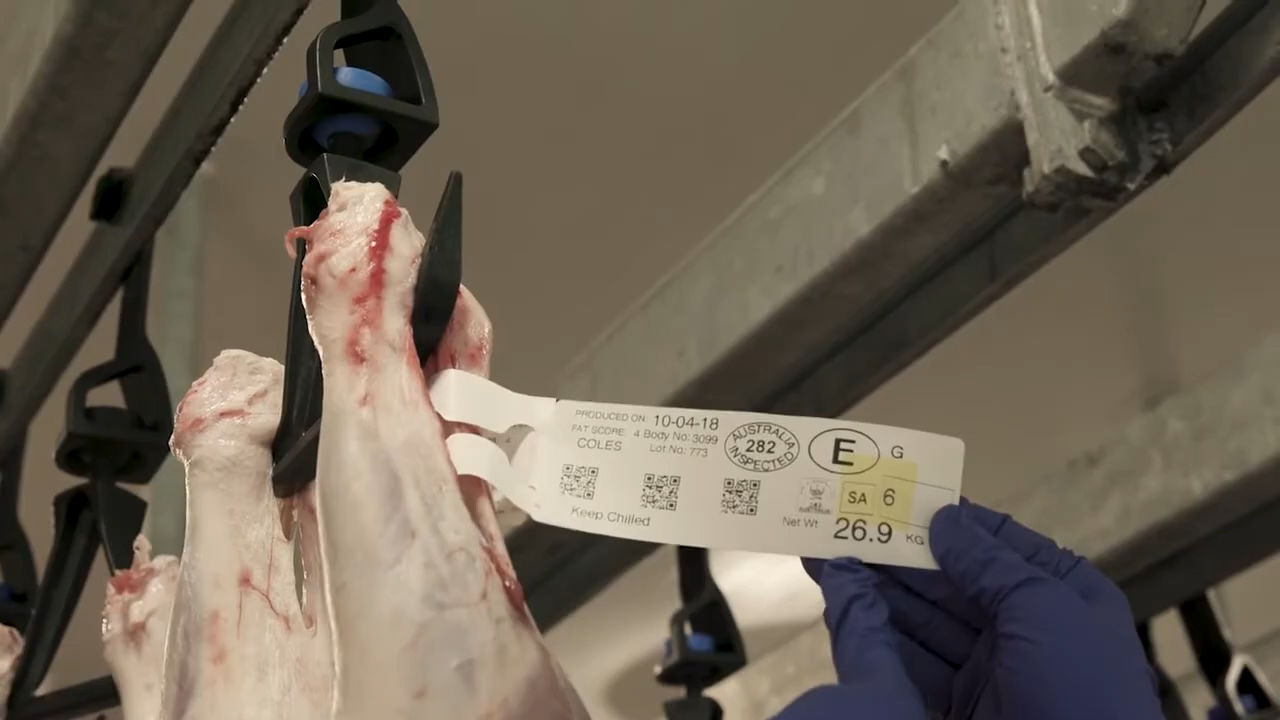 PRODUCED ON: 10-04-18
FAT SCORE: 4 Body No: 3099
COLES Lot No: 773
AUSTRALIA
282
INSPECTED
E
G
SA 6
Keep Chilled
Net Wt 26.9 KG